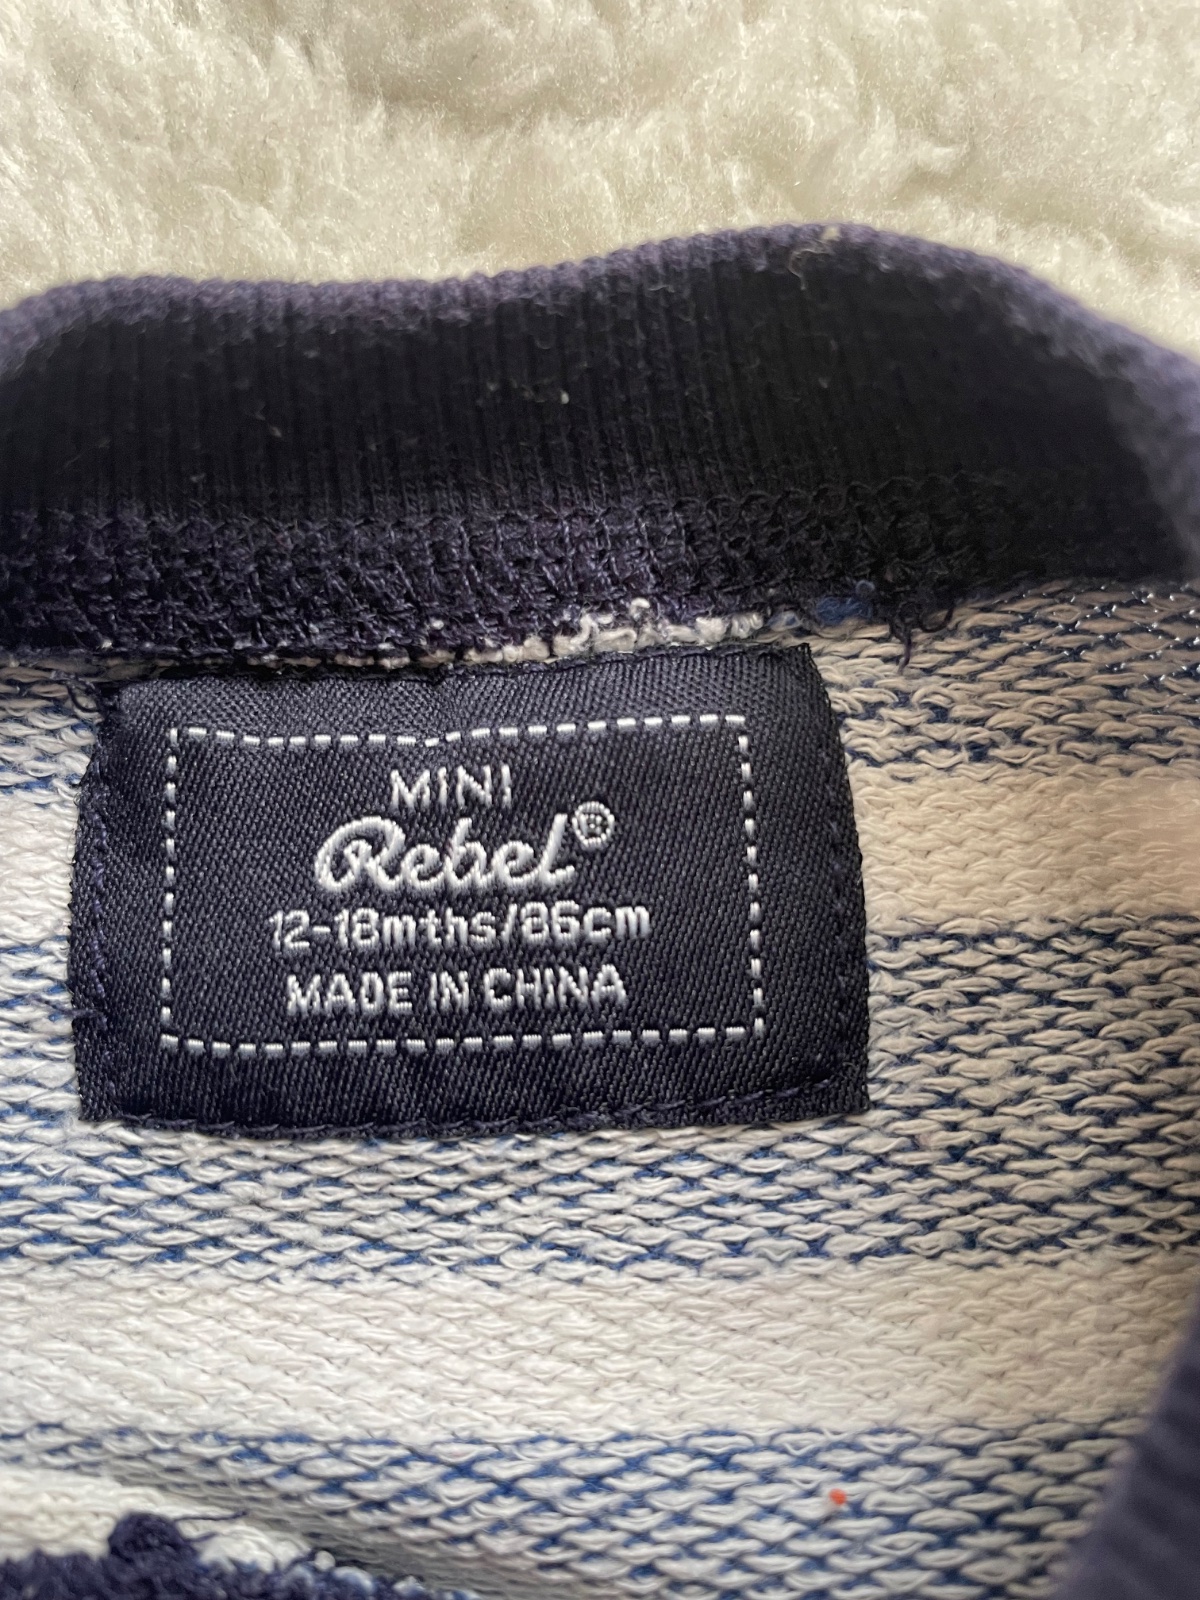 MINI
Rebel®
12-18mths/86cm
MADE IN CHINA